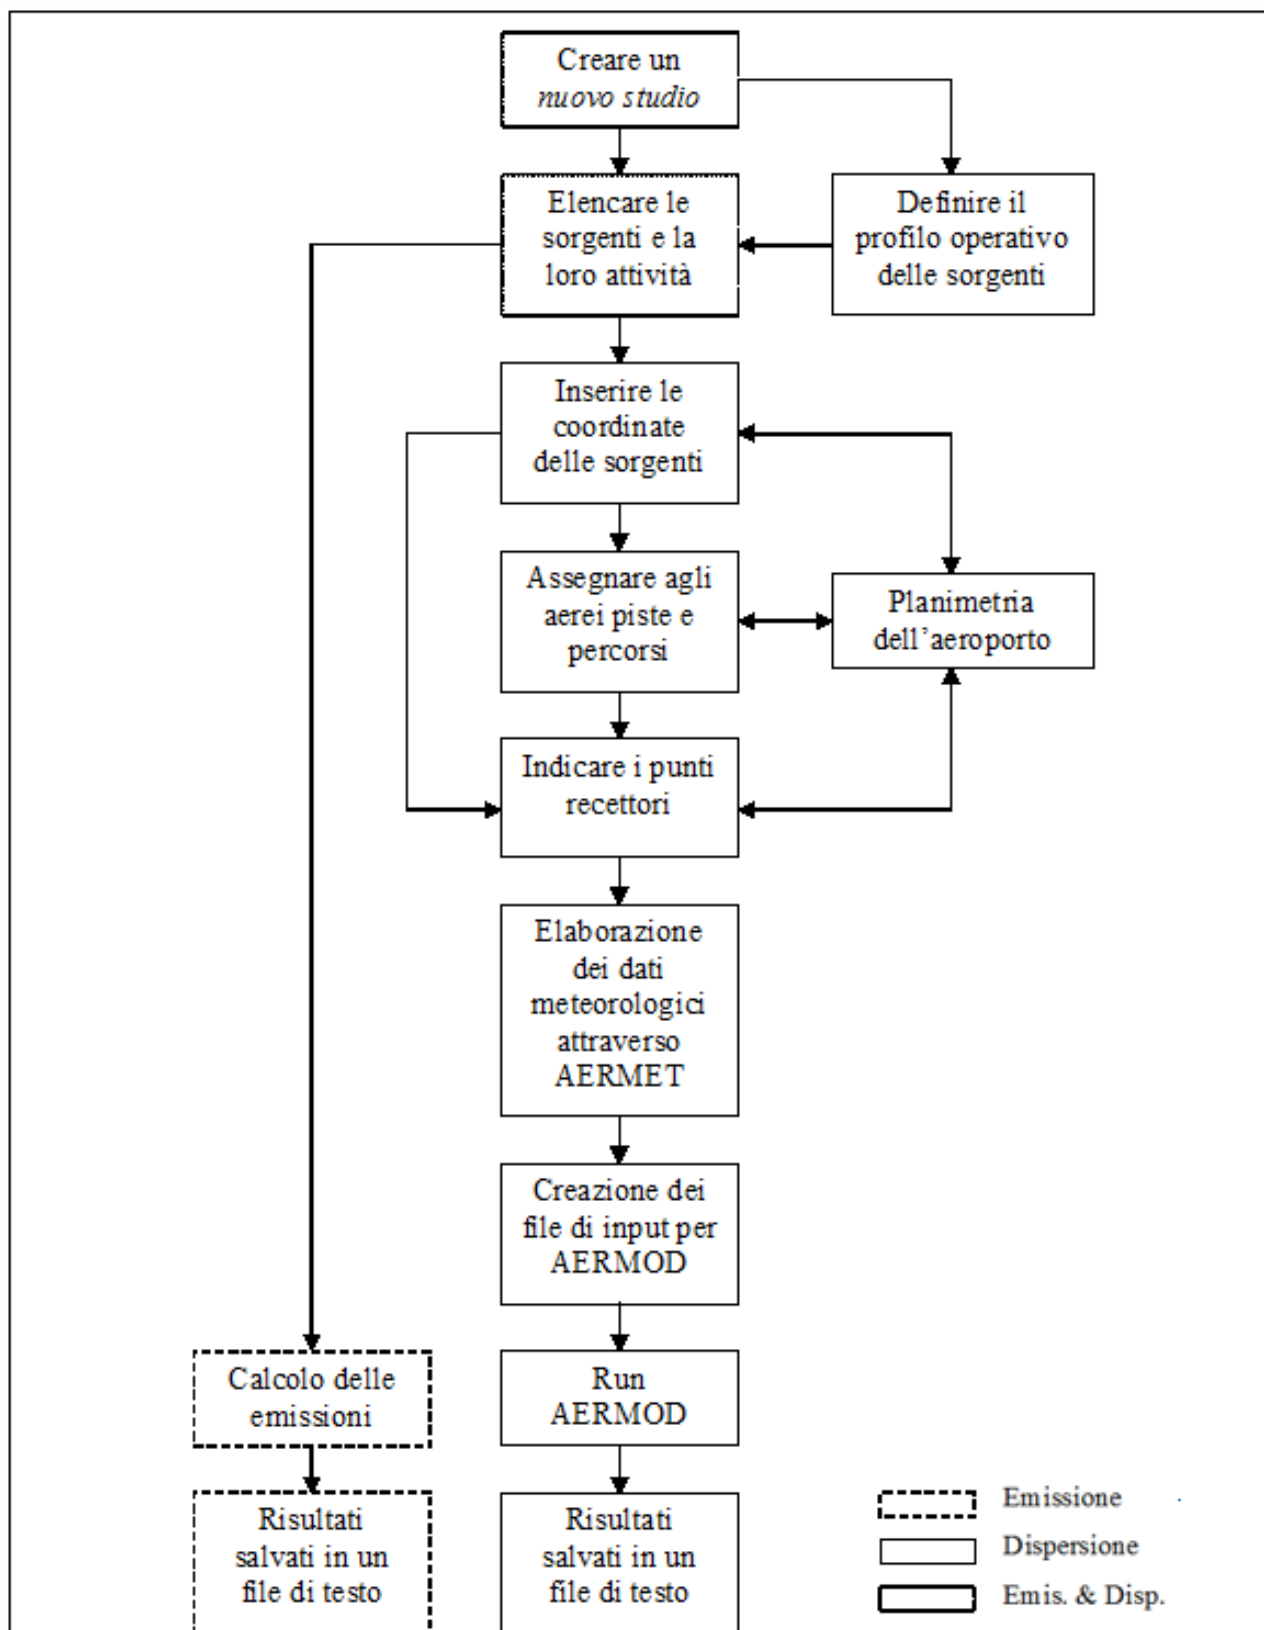 Creare un
nuovo studio
Elencare le
sorgenti e la
loro attività
Definire il
profilo operativo
delle sorgenti
Inserire le
coordinate
delle sorgenti
Assegnare agli
aerei piste e
percorsi
Planimetria
dell'aeroporto
Indicare i punti
recettori
Elaborazione
dei dati
meteorologici
attraverso
AERMET
Creazione dei
file di input per
AERMOD
Calcolo delle
emissioni
Run
AERMOD
Risultati
salvati in un
file di testo
Risultati
salvati in un
file di testo
Emissione
Dispersione
Emis. & Disp.